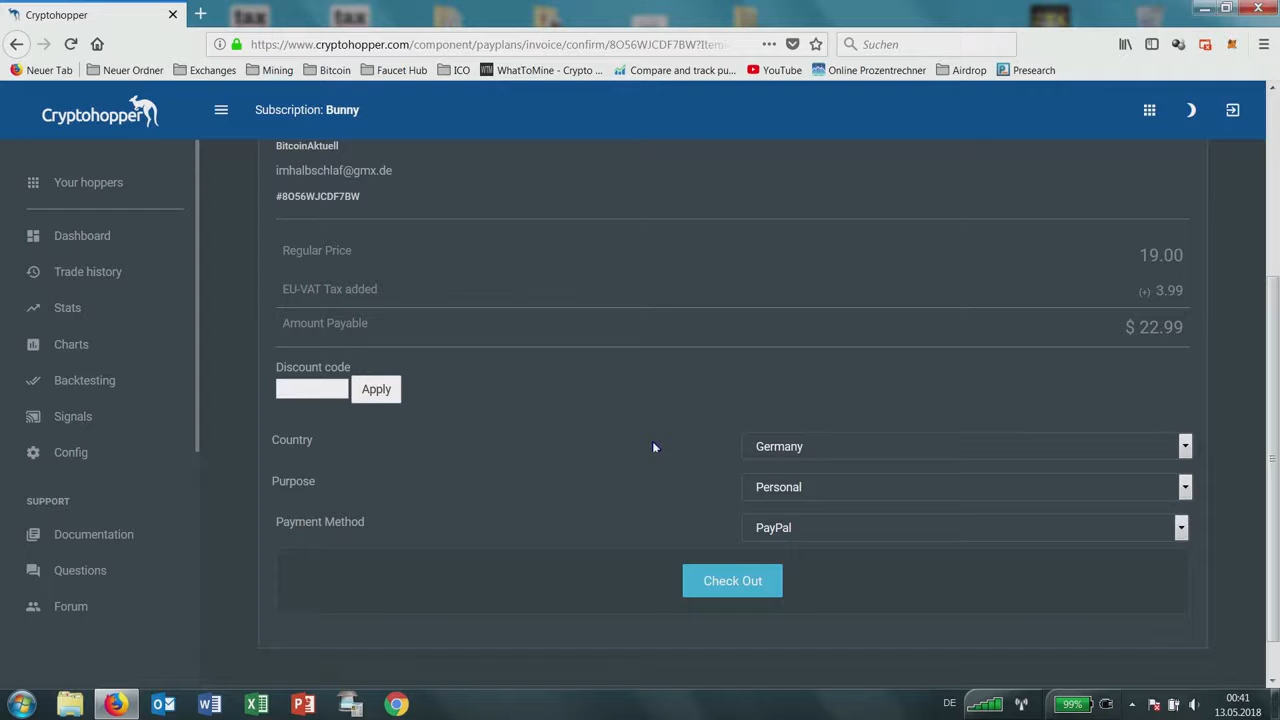 Cryptohopper
https://www.cryptohopper.com/component/payplans/invoice/confirm/8O56WJCDF7BW?Itemi
Suchen
Neuer Tab
Neuer Ordner
Exchanges
Mining
Bitcoin
Faucet Hub
ICO
WhatToMine - Crypto ...
Compare and track pu...
YouTube
Online Prozentrechner
Airdrop
Presearch
Cryptohopper
Subscription: Bunny
BitcoinAktuell
imhalbschlaf@gmx.de
#8O56WJCDF7BW
Your hoppers
Dashboard
Trade history
Stats
Charts
Backtesting
Signals
Config
SUPPORT
Documentation
Questions
Forum
Regular Price 19.00
EU-VAT Tax added (+) 3.99
Amount Payable $ 22.99
Discount code
Apply
Country Germany
Purpose Personal
Payment Method PayPal
Check Out
DE
99%
00:41
13.05.2018